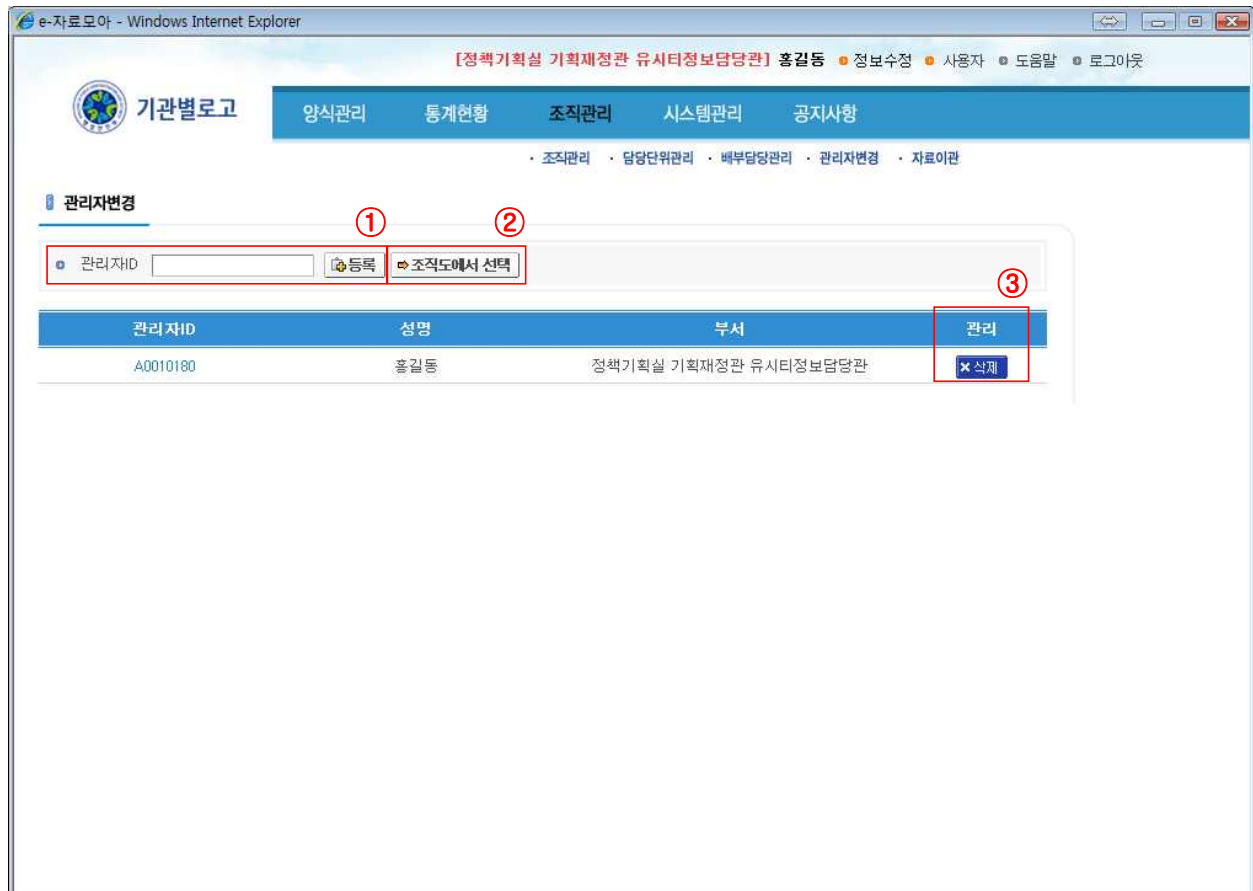 e-자료모아 - Windows Internet Explorer
[정책기획실 기획재정관 유시티정보담당관] 홍길동 정보수정 사용자 도움말 로그아웃
기관별로고 양식관리 통계현황 조직관리 시스템관리 공지사항
· 조직관리 · 담당단위관리 · 배부담당관리 · 관리자변경 · 자료이관
관리자변경
① ②
관리자ID 등록 조직도에서 선택
③
관리자ID 성명 부서 관리
A0010180 홍길동 정책기획실 기획재정관 유시티정보담당관 삭제